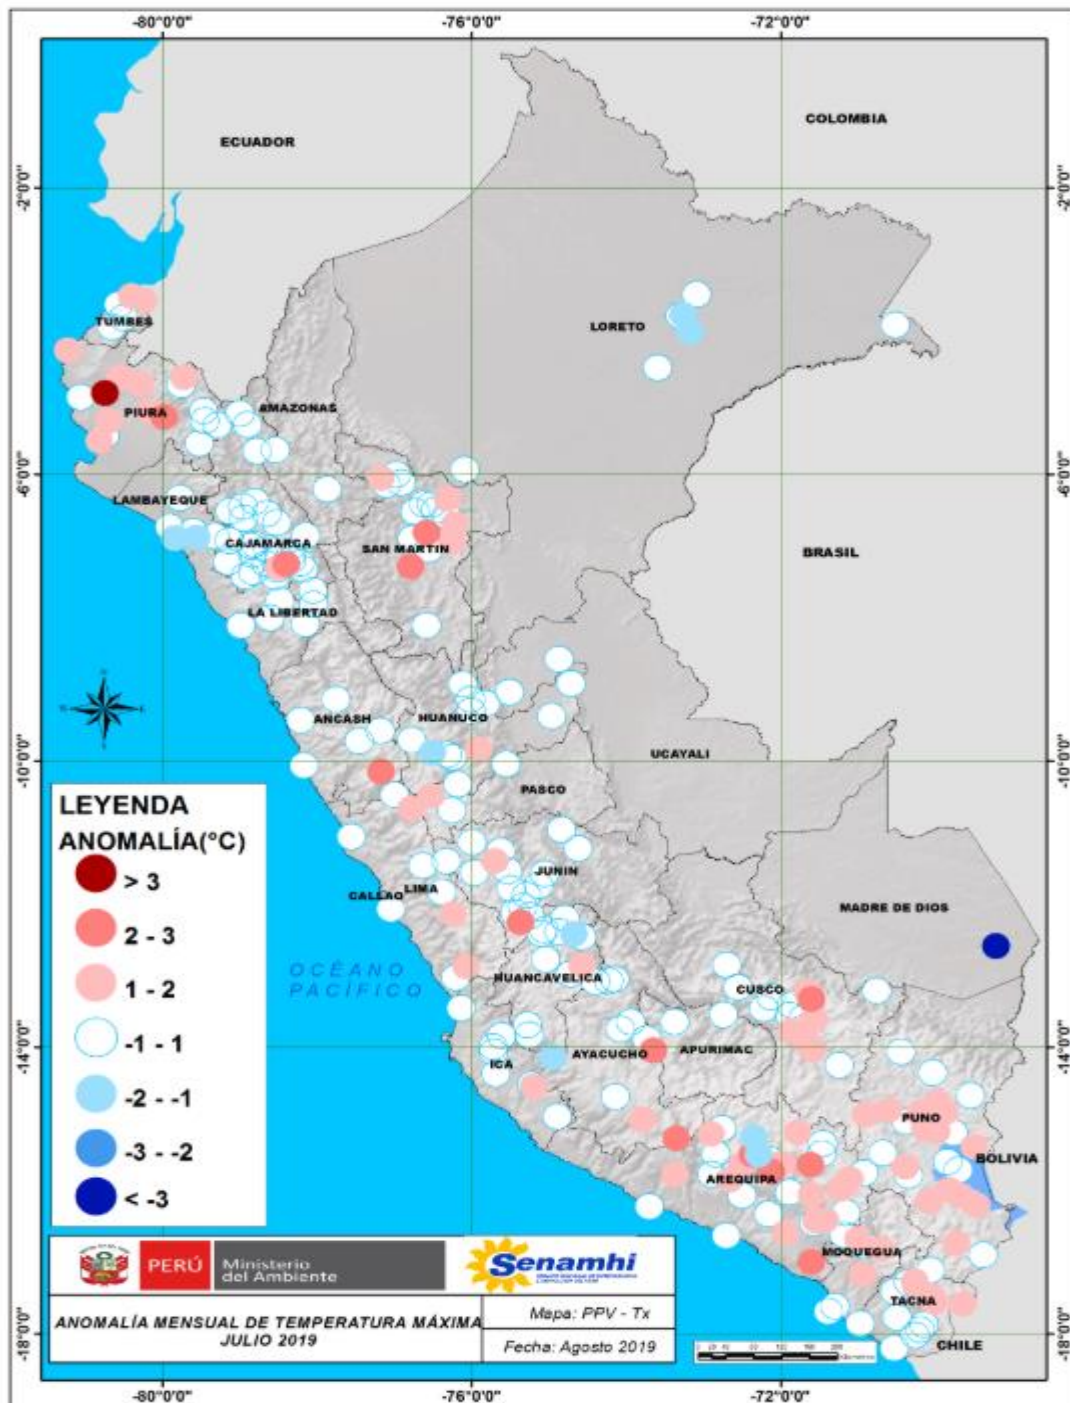 -80°0'0"
-76°0'0"
-72°0'0"
COLOMBIA
ECUADOR
-2°0'0"
-2°0'0"
TUMBES
LORETO
PIURA
AMAZONAS
-6°0'0"
-6°0'0"
LAMBAYEQUE
CAJAMARCA
SAN MARTIN
BRASIL
LA LIBERTAD
ANCASH
HUANUCO
UCAYALI
-10°0'0"
-10°0'0"
PASCO
LEYENDA
ANOMALÍA(°C)
> 3
2 - 3
1 - 2
-1 - 1
-2 - -1
-3 - -2
< -3
JUNIN
LIMA
CALLAO
MADRE DE DIOS
OCÉANO
PACÍFICO
HUANCAVELICA
CUSCO
-14°0'0"
-14°0'0"
AYACUCHO
APURIMAC
ICA
PUNO
BOLIVIA
AREQUIPA
MOQUEGUA
TACNA
CHILE
PERÚ
Ministerio
del Ambiente
Senamhi
ANOMALÍA MENSUAL DE TEMPERATURA MÁXIMA
JULIO 2019
Mapa: PPV - Tx
Fecha: Agosto 2019
-18°0'0"
-18°0'0"
-80°0'0"
-76°0'0"
-72°0'0"